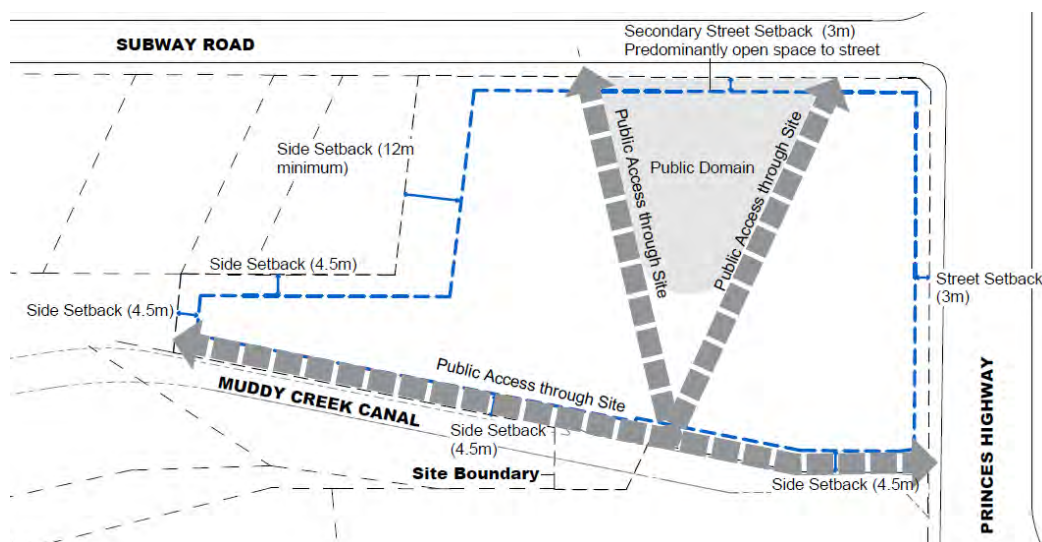 SUBWAY ROAD
Secondary Street Setback (3m)
Predominantly open space to street
Side Setback (12m
minimum)
Public Access through Site
Public Domain
Public Access through Site
Side Setback (4.5m)
Side Setback (4.5m)
Street Setback
(3m)
Public Access through Site
MUDDY CREEK CANAL
Side Setback
(4.5m)
Site Boundary
Side Setback (4.5m)
PRINCES HIGHWAY